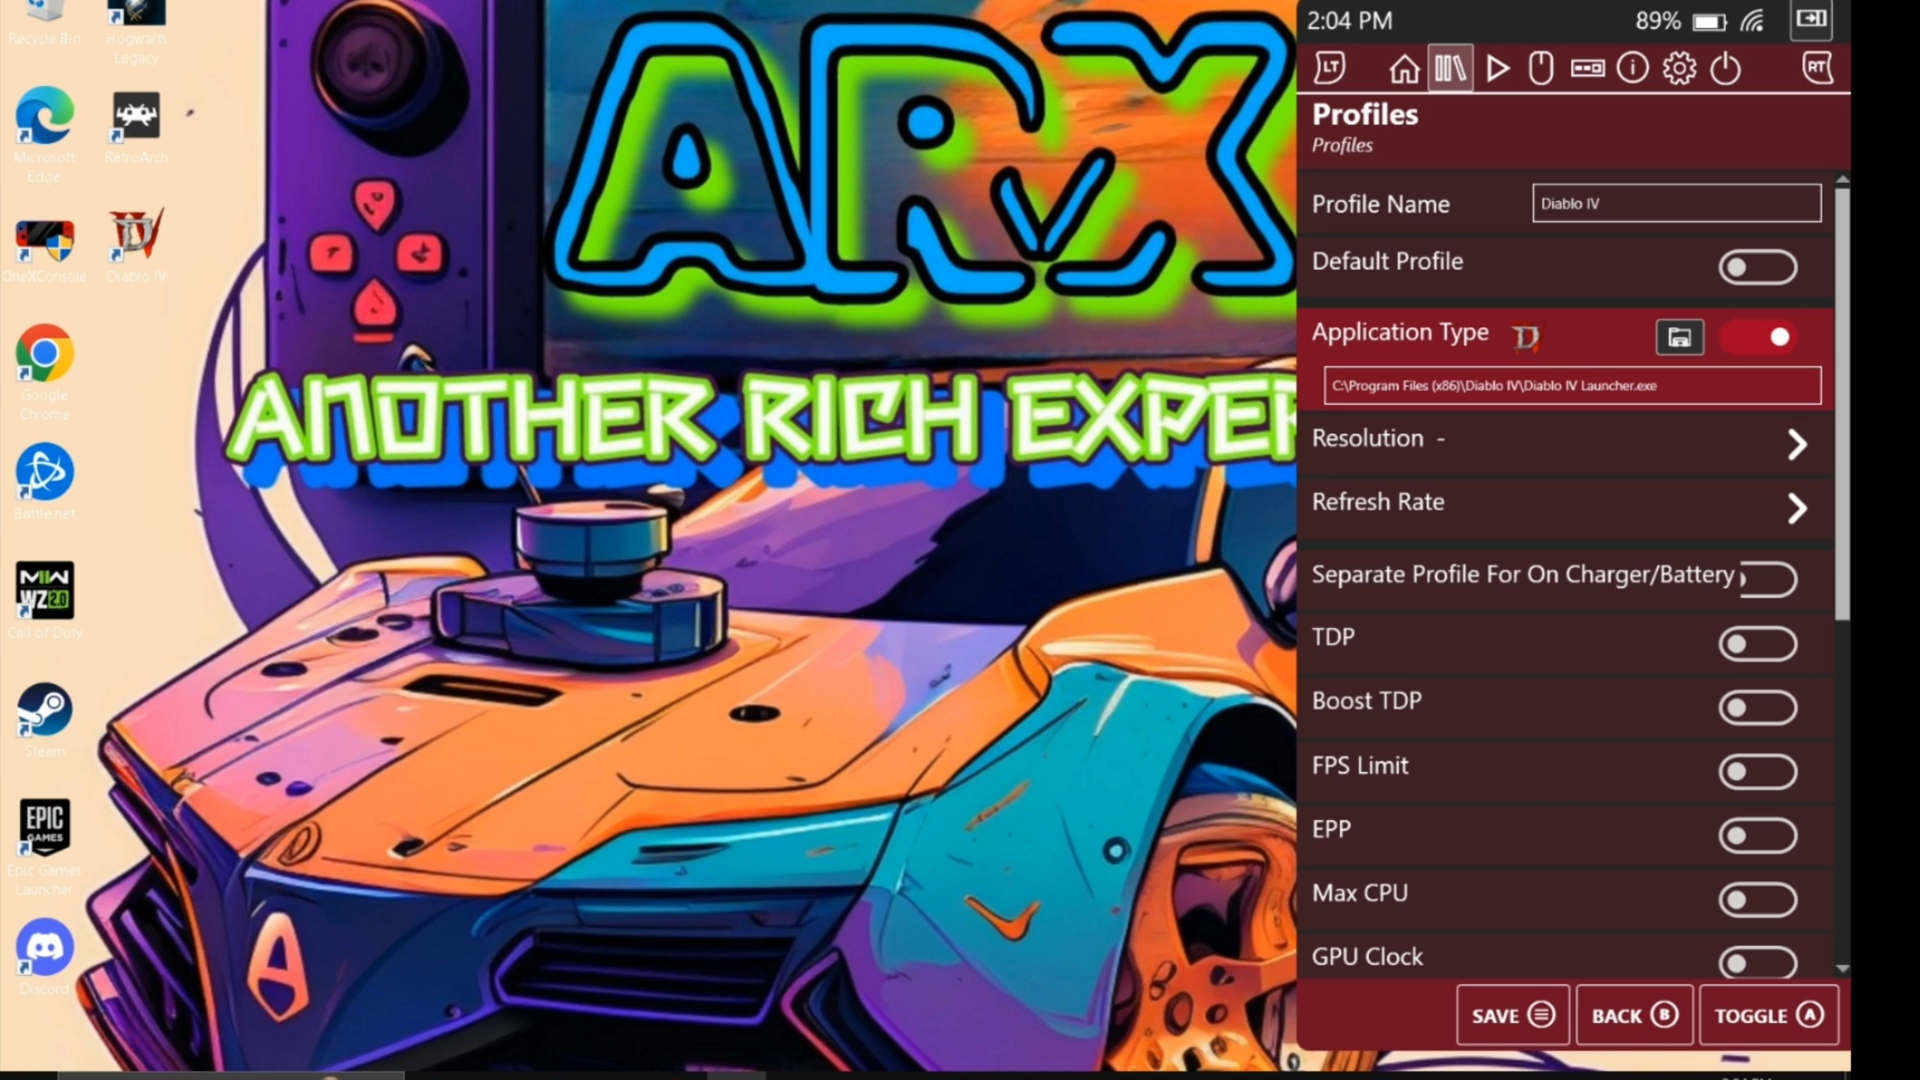 Recycle Bin
Hogwarts
Legacy
Microsoft
Edge
RetroArch
OneXConsole
Diablo IV
Google
Chrome
Battle.net
MW
WZ 2.0
Call of Duty
Steam
EPIC
GAMES
Epic Games
Launcher
Discord
ARX
ANOTHER RICH EXPER
A
2:04 PM
89%
LT
RT
Profiles
Profiles
Profile Name
Diablo IV
Default Profile
Application Type
C:\Program Files (x86)\Diablo IV\Diablo IV Launcher.exe
Resolution -
Refresh Rate
Separate Profile For On Charger/Battery
TDP
Boost TDP
FPS Limit
EPP
Max CPU
GPU Clock
SAVE
BACK B
TOGGLE A